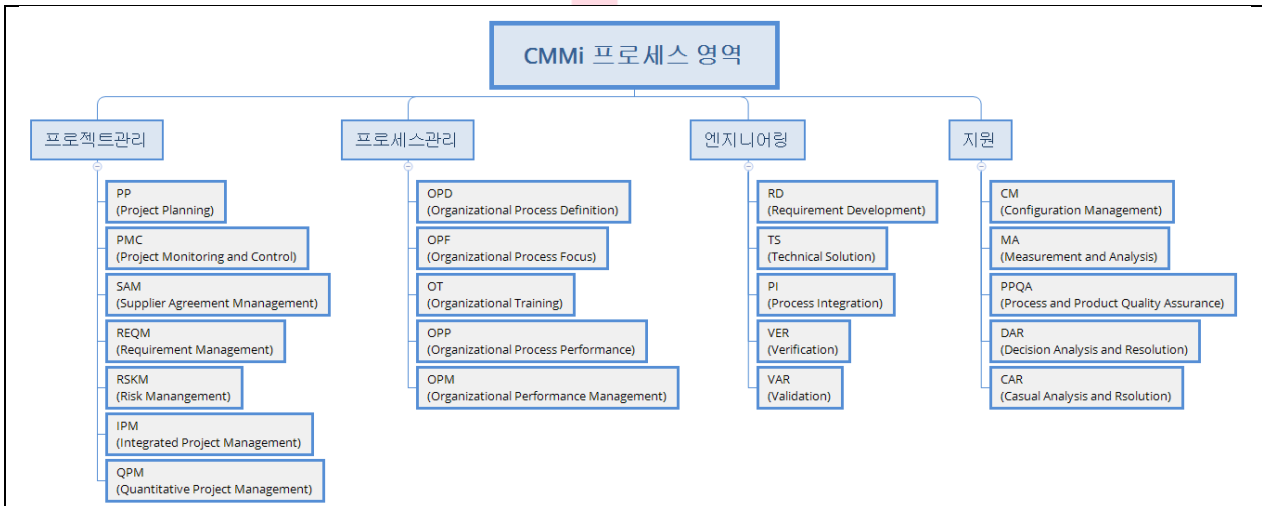 CMMi 프로세스 영역
프로젝트관리
PP
(Project Planning)
PMC
(Project Monitoring and Control)
SAM
(Supplier Agreement Mnanagement)
REQM
(Requirement Management)
RSKM
(Risk Manangement)
IPM
(Integrated Project Management)
QPM
(Quantitative Project Management)
프로세스관리
OPD
(Organizational Process Definition)
OPF
(Organizational Process Focus)
OT
(Organizational Training)
OPP
(Organizational Process Performance)
OPM
(Organizational Performance Management)
엔지니어링
RD
(Requirement Development)
TS
(Technical Solution)
PI
(Process Integration)
VER
(Verification)
VAR
(Validation)
지원
CM
(Configuration Management)
MA
(Measurement and Analysis)
PPQA
(Process and Product Quality Assurance)
DAR
(Decision Analysis and Resolution)
CAR
(Casual Analysis and Rsolution)